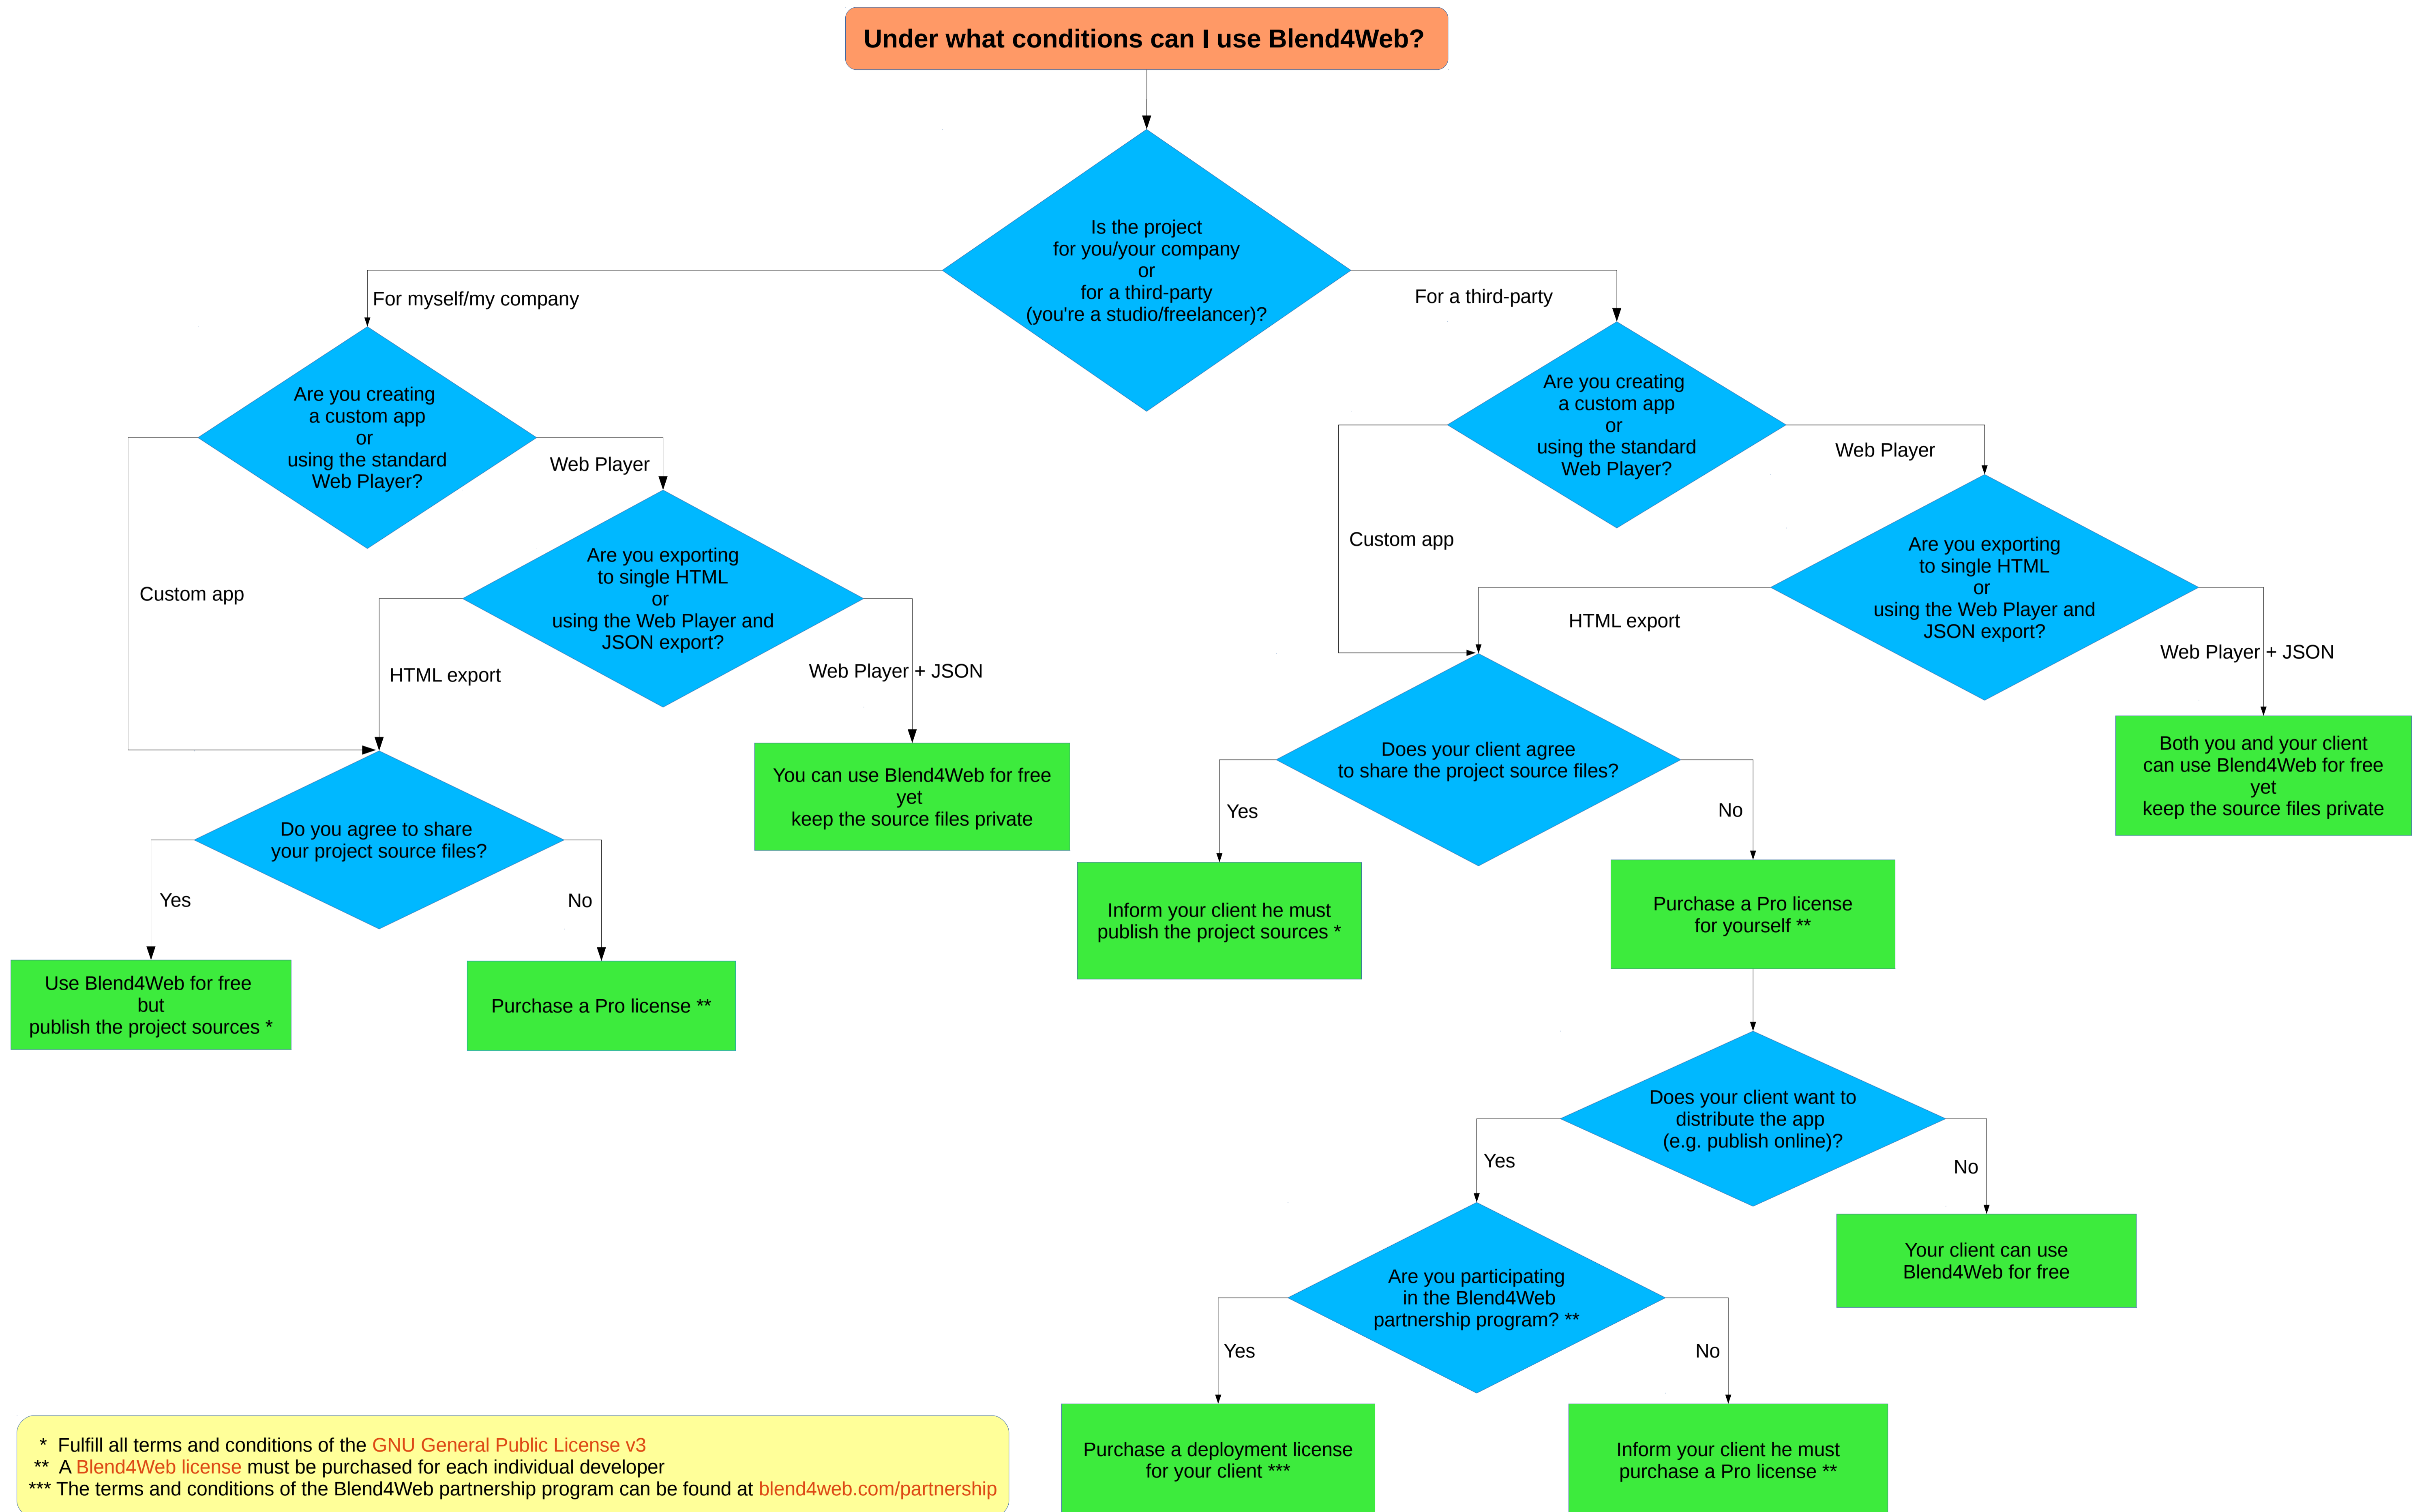 Under what conditions can I use Blend4Web?
Is the project
for you/your company
or
for a third-party
(you're a studio/freelancer)?
For myself/my company
For a third-party
Are you creating
a custom app
or
using the standard
Web Player?
Web Player
Custom app
Are you exporting
to single HTML
or
using the Web Player and
JSON export?
HTML export
Web Player + JSON
You can use Blend4Web for free
yet
keep the source files private
Do you agree to share
your project source files?
Yes
No
Use Blend4Web for free
but
publish the project sources *
Purchase a Pro license **
Are you creating
a custom app
or
using the standard
Web Player?
Web Player
Custom app
Are you exporting
to single HTML
or
using the Web Player and
JSON export?
HTML export
Web Player + JSON
Both you and your client
can use Blend4Web for free
yet
keep the source files private
Does your client agree
to share the project source files?
Yes
No
Inform your client he must
publish the project sources *
Purchase a Pro license
for yourself **
Does your client want to
distribute the app
(e.g. publish online)?
Yes
No
Your client can use
Blend4Web for free
Are you participating
in the Blend4Web
partnership program? **
Yes
No
Purchase a deployment license
for your client ***
Inform your client he must
purchase a Pro license **
* Fulfill all terms and conditions of the GNU General Public License v3
** A Blend4Web license must be purchased for each individual developer
*** The terms and conditions of the Blend4Web partnership program can be found at blend4web.com/partnership